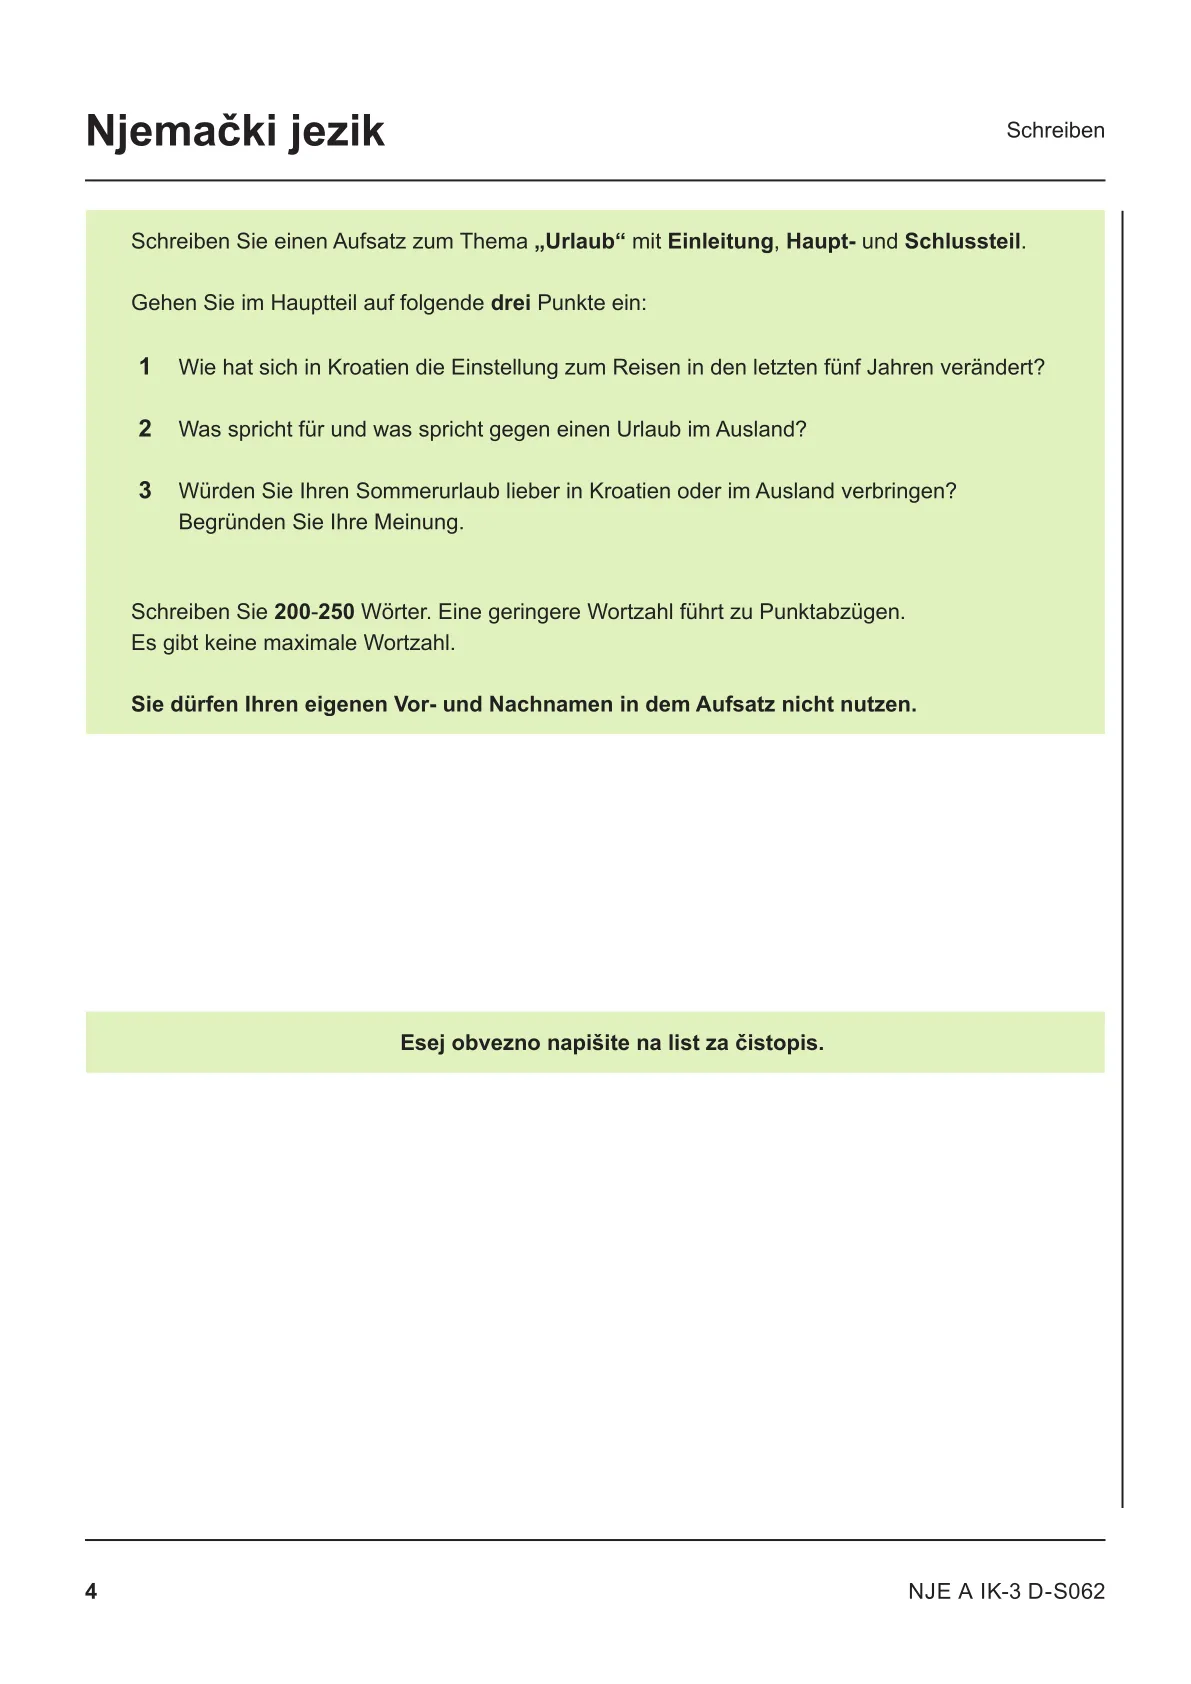 Njemački jezik
Schreiben
Schreiben Sie einen Aufsatz zum Thema „Urlaub“ mit Einleitung, Haupt- und Schlussteil.
Gehen Sie im Hauptteil auf folgende drei Punkte ein:
1 Wie hat sich in Kroatien die Einstellung zum Reisen in den letzten fünf Jahren verändert?
2 Was spricht für und was spricht gegen einen Urlaub im Ausland?
3 Würden Sie Ihren Sommerurlaub lieber in Kroatien oder im Ausland verbringen?
Begründen Sie Ihre Meinung.
Schreiben Sie 200-250 Wörter. Eine geringere Wortzahl führt zu Punktabzügen.
Es gibt keine maximale Wortzahl.
Sie dürfen Ihren eigenen Vor- und Nachnamen in dem Aufsatz nicht nutzen.
Esej obvezno napišite na list za čistopis.
4
NJE A IK-3 D-S062